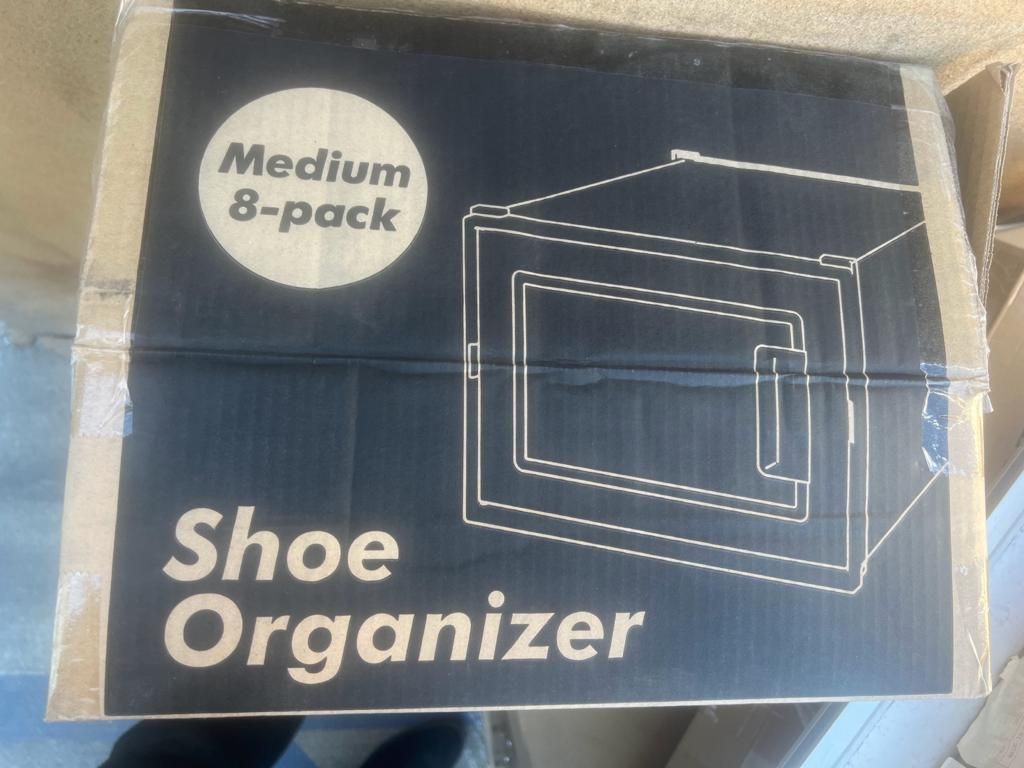 Medium
8-pack
Shoe
Organizer